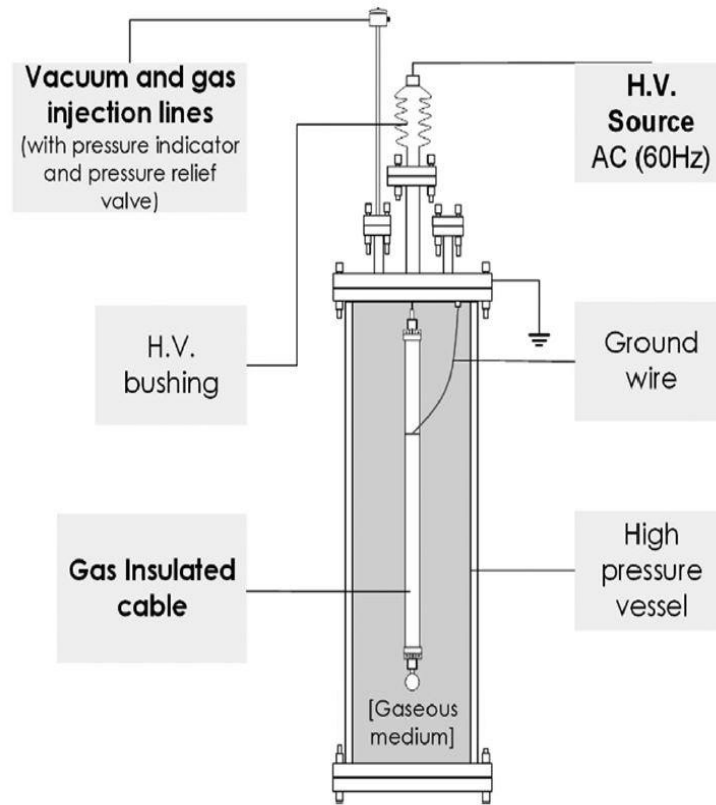 Vacuum and gas
injection lines
(with pressure indicator
and pressure relief
valve)
H.V.
Source
AC (60Hz)
H.V.
bushing
Ground
wire
Gas Insulated
cable
High
pressure
vessel
[Gaseous
medium]